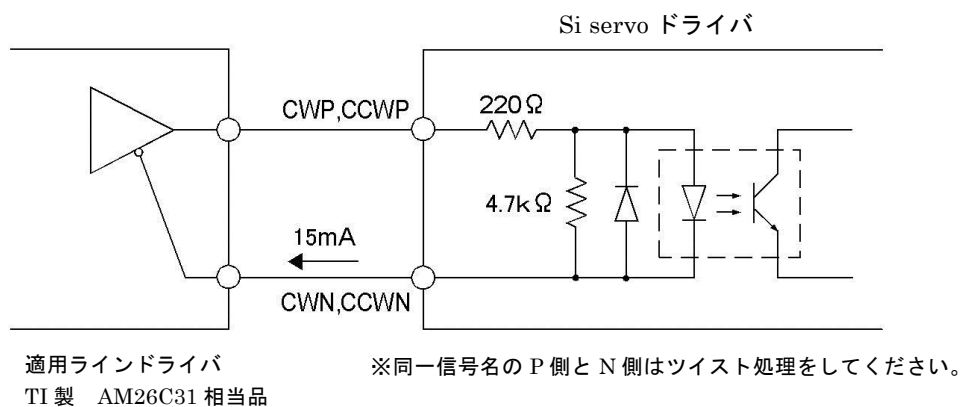 Si servo ドライバ
CWP,CCWP
220Ω
4.7kΩ
15mA
CWN,CCWN
適用ラインドライバ
TI 製 AM26C31 相当品
※同一信号名の P 側と N 側はツイスト処理をしてください。